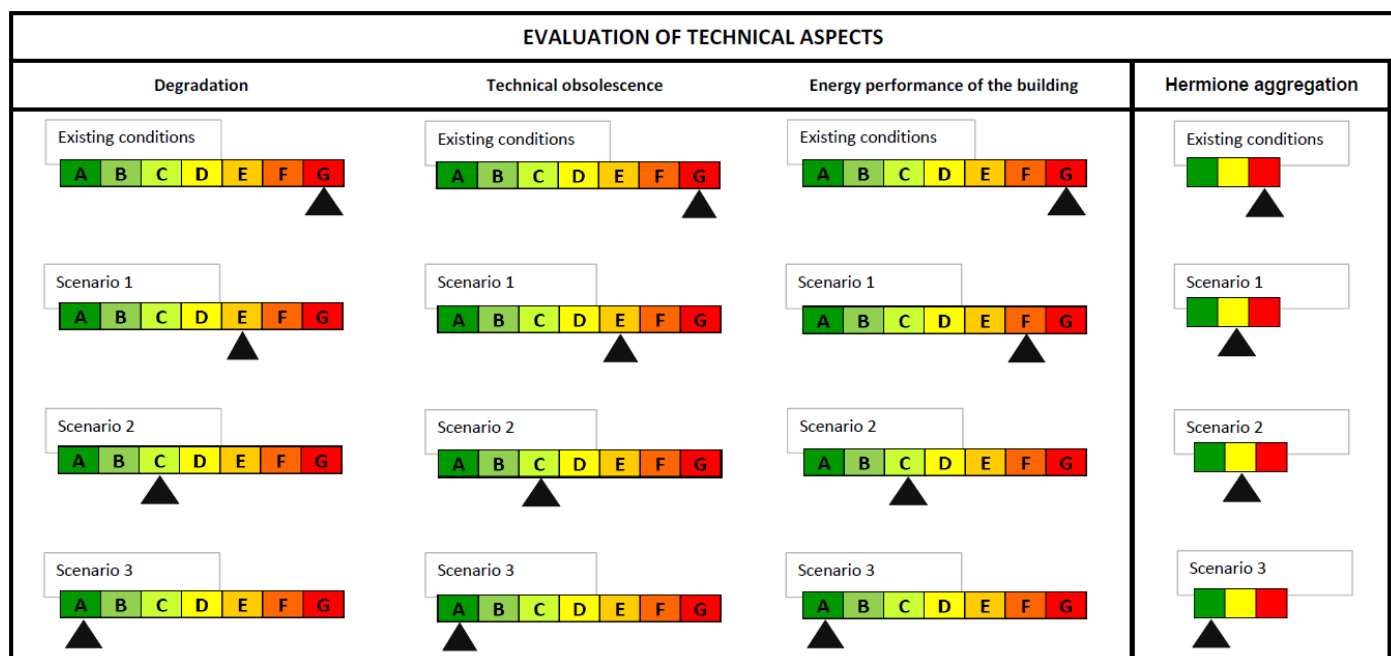 EVALUATION OF TECHNICAL ASPECTS
Degradation Technical obsolescence Energy performance of the building Hermione aggregation
Existing conditions Existing conditions Existing conditions Existing conditions
A B C D E F G A B C D E F G A B C D E F G
Scenario 1 Scenario 1 Scenario 1 Scenario 1
A B C D E F G A B C D E F G A B C D E F G
Scenario 2 Scenario 2 Scenario 2 Scenario 2
A B C D E F G A B C D E F G A B C D E F G
Scenario 3 Scenario 3 Scenario 3 Scenario 3
A B C D E F G A B C D E F G A B C D E F G